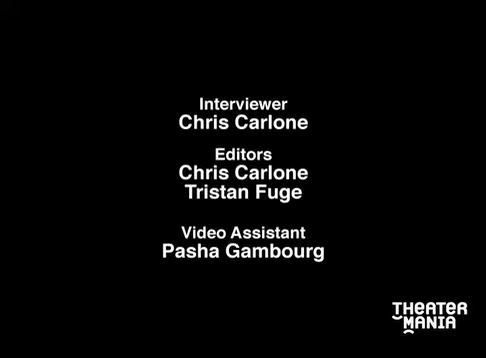 Interviewer
Chris Carlone
Editors
Chris Carlone
Tristan Fuge
Video Assistant
Pasha Gambourg
THEATER
MANIA